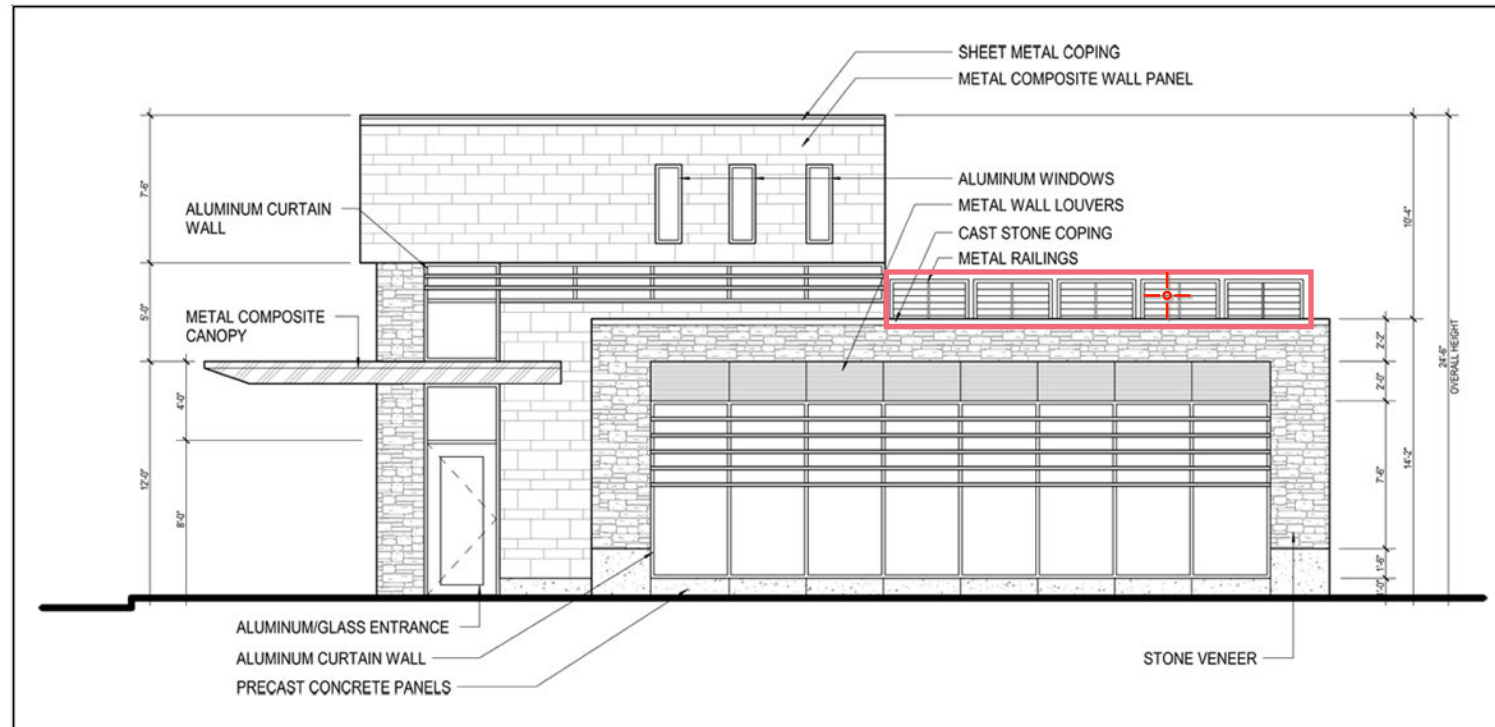 SHEET METAL COPING
METAL COMPOSITE WALL PANEL
ALUMINUM WINDOWS
METAL WALL LOUVERS
CAST STONE COPING
METAL RAILINGS
ALUMINUM CURTAIN
WALL
METAL COMPOSITE
CANOPY
7'-6"
5'-0"
12'-0"
4'-0"
8'-0"
10'-4"
24'-6"
OVERALL HEIGHT
14'-2"
2'-2"
2'-0"
7'-6"
1'-6"
1'-0"
ALUMINUM/GLASS ENTRANCE
ALUMINUM CURTAIN WALL
PRECAST CONCRETE PANELS
STONE VENEER